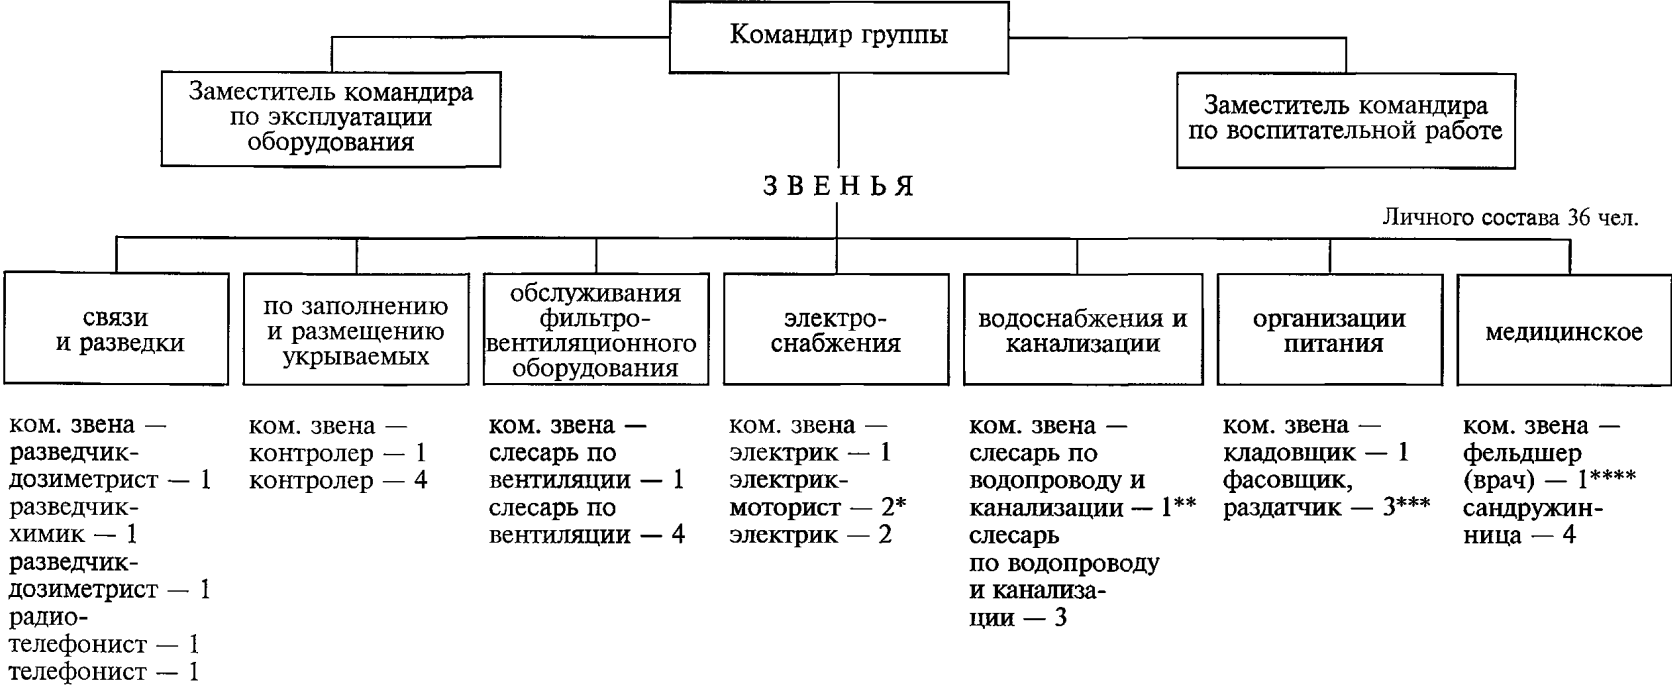 Командир группы
Заместитель командира
по эксплуатации
оборудования
Заместитель командира
по воспитательной работе
ЗВЕНЬЯ
Личного состава 36 чел.
связи
и разведки
по заполнению
и размещению
укрываемых
обслуживания
фильтро-
вентиляционного
оборудования
электро-
снабжения
водоснабжения и
канализации
организации
питания
медицинское
ком. звена —
разведчик-
дозиметрист — 1
разведчик-
химик — 1
разведчик-
дозиметрист — 1
радио-
телефонист — 1
телефонист — 1
ком. звена —
контролер — 1
контролер — 4
ком. звена —
слесарь по
вентиляции — 1
слесарь по
вентиляции — 4
ком. звена —
электрик — 1
электрик-
моторист — 2*
электрик — 2
ком. звена —
слесарь по
водопроводу и
канализации — 1**
слесарь
по водопроводу
и канализа-
ции — 3
ком. звена —
кладовщик — 1
фасовщик,
раздатчик — 3***
ком. звена —
фельдшер
(врач) — 1****
сандружин-
ница — 4